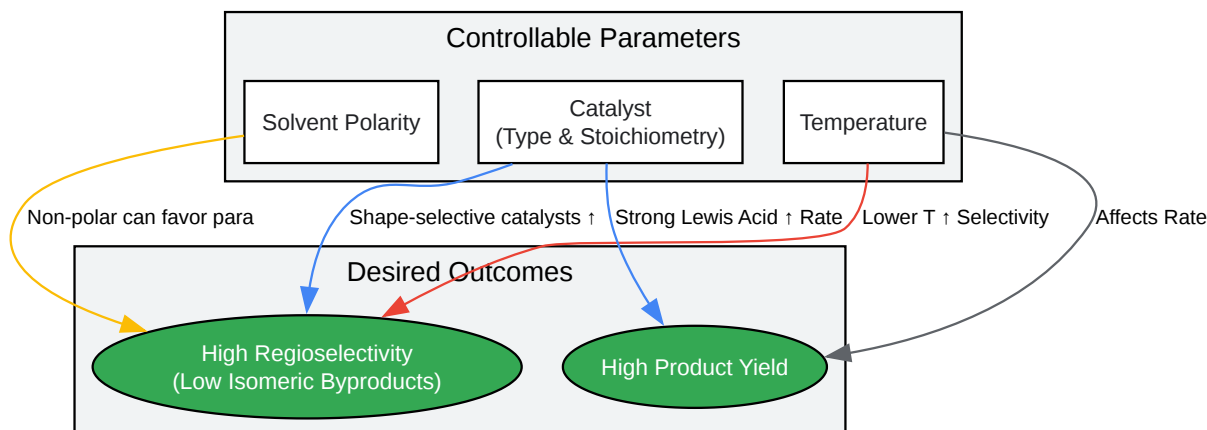 Controllable Parameters
Solvent Polarity
Catalyst
(Type & Stoichiometry)
Temperature
Non-polar can favor para
Shape-selective catalysts ↑
Strong Lewis Acid ↑ Rate
Lower T ↑ Selectivity
Affects Rate
Desired Outcomes
High Regioselectivity
(Low Isomeric Byproducts)
High Product Yield